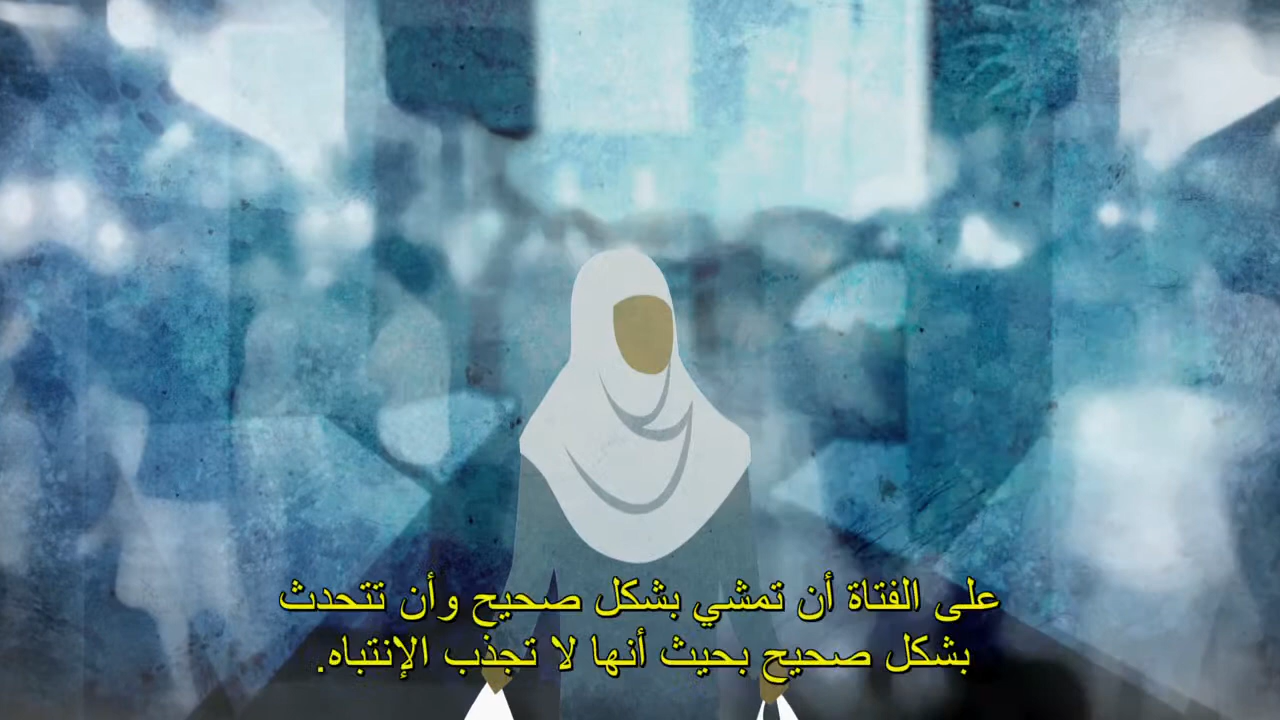 على الفتاة أن تمشي بشكل صحيح وأن تتحدث
بشكل صحيح بحيث أنها لا تجذب الإنتباه.